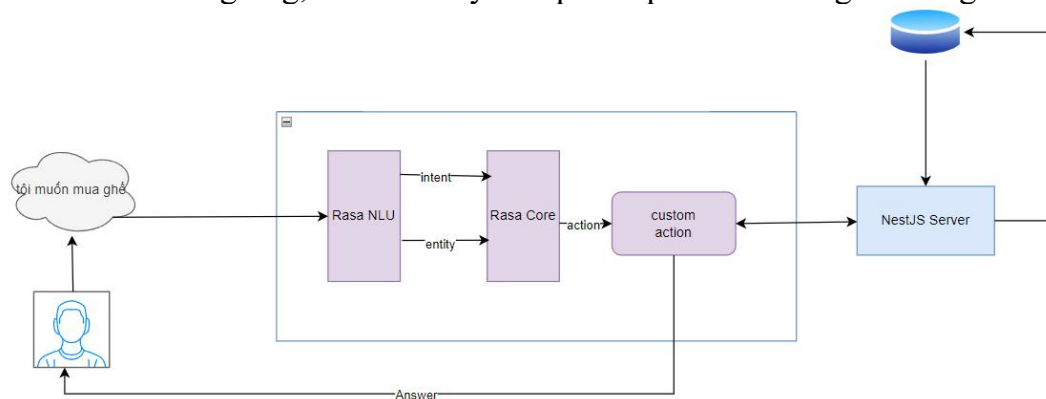 tôi muốn mua ghế
Rasa NLU
intent
entity
Rasa Core
action
custom
action
NestJS Server
Answer